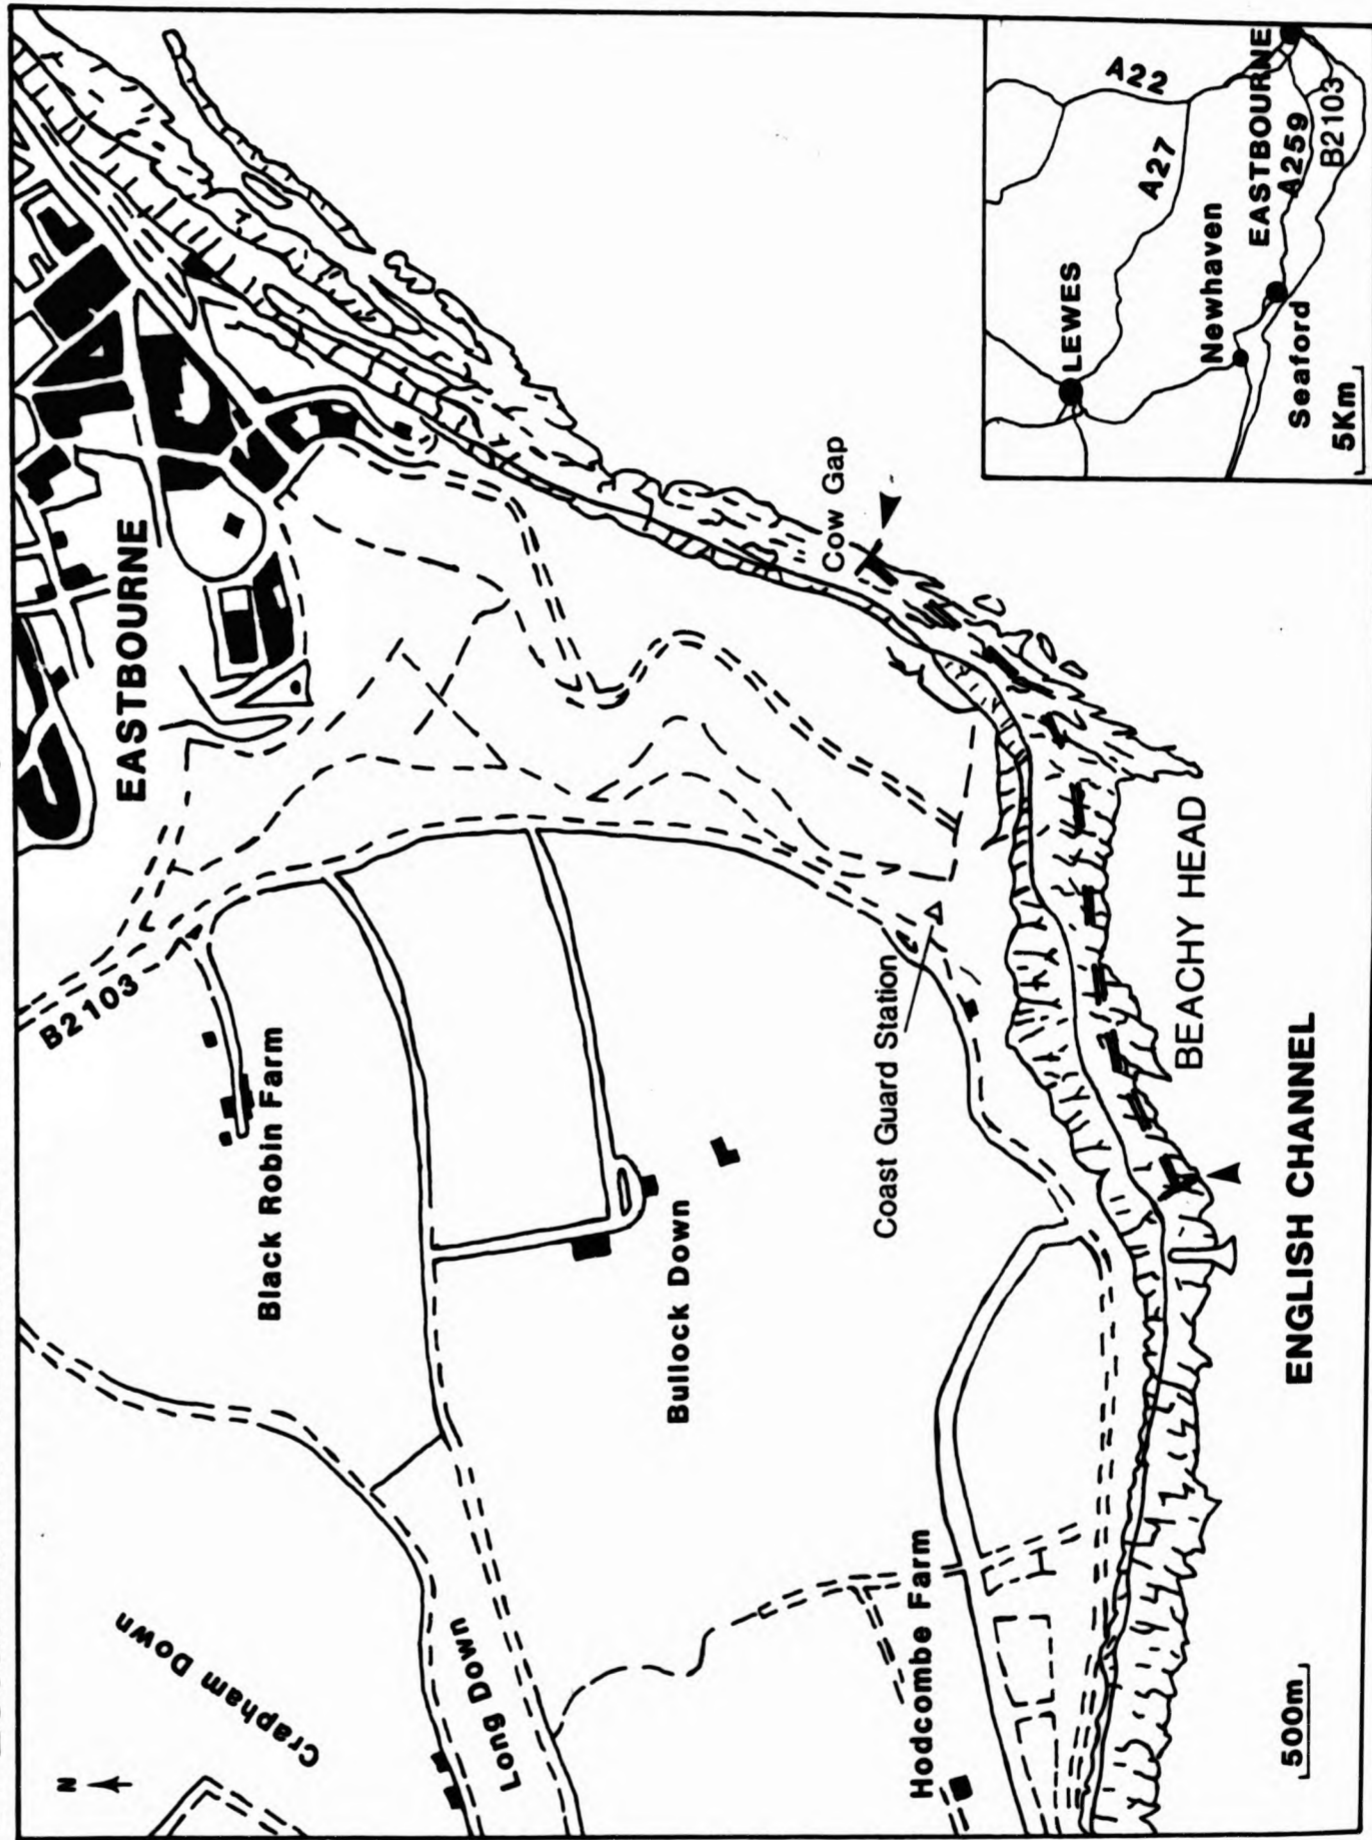 N
Crapham Down
Long Down
B2103
EASTBOURNE
Black Robin Farm
Bullock Down
Hodcombe Farm
Coast Guard Station
Cow Gap
BEACHY HEAD
ENGLISH CHANNEL
500m
A22
A27
LEWES
Newhaven
EASTBOURNE
A259
B2103
Seaford
5Km